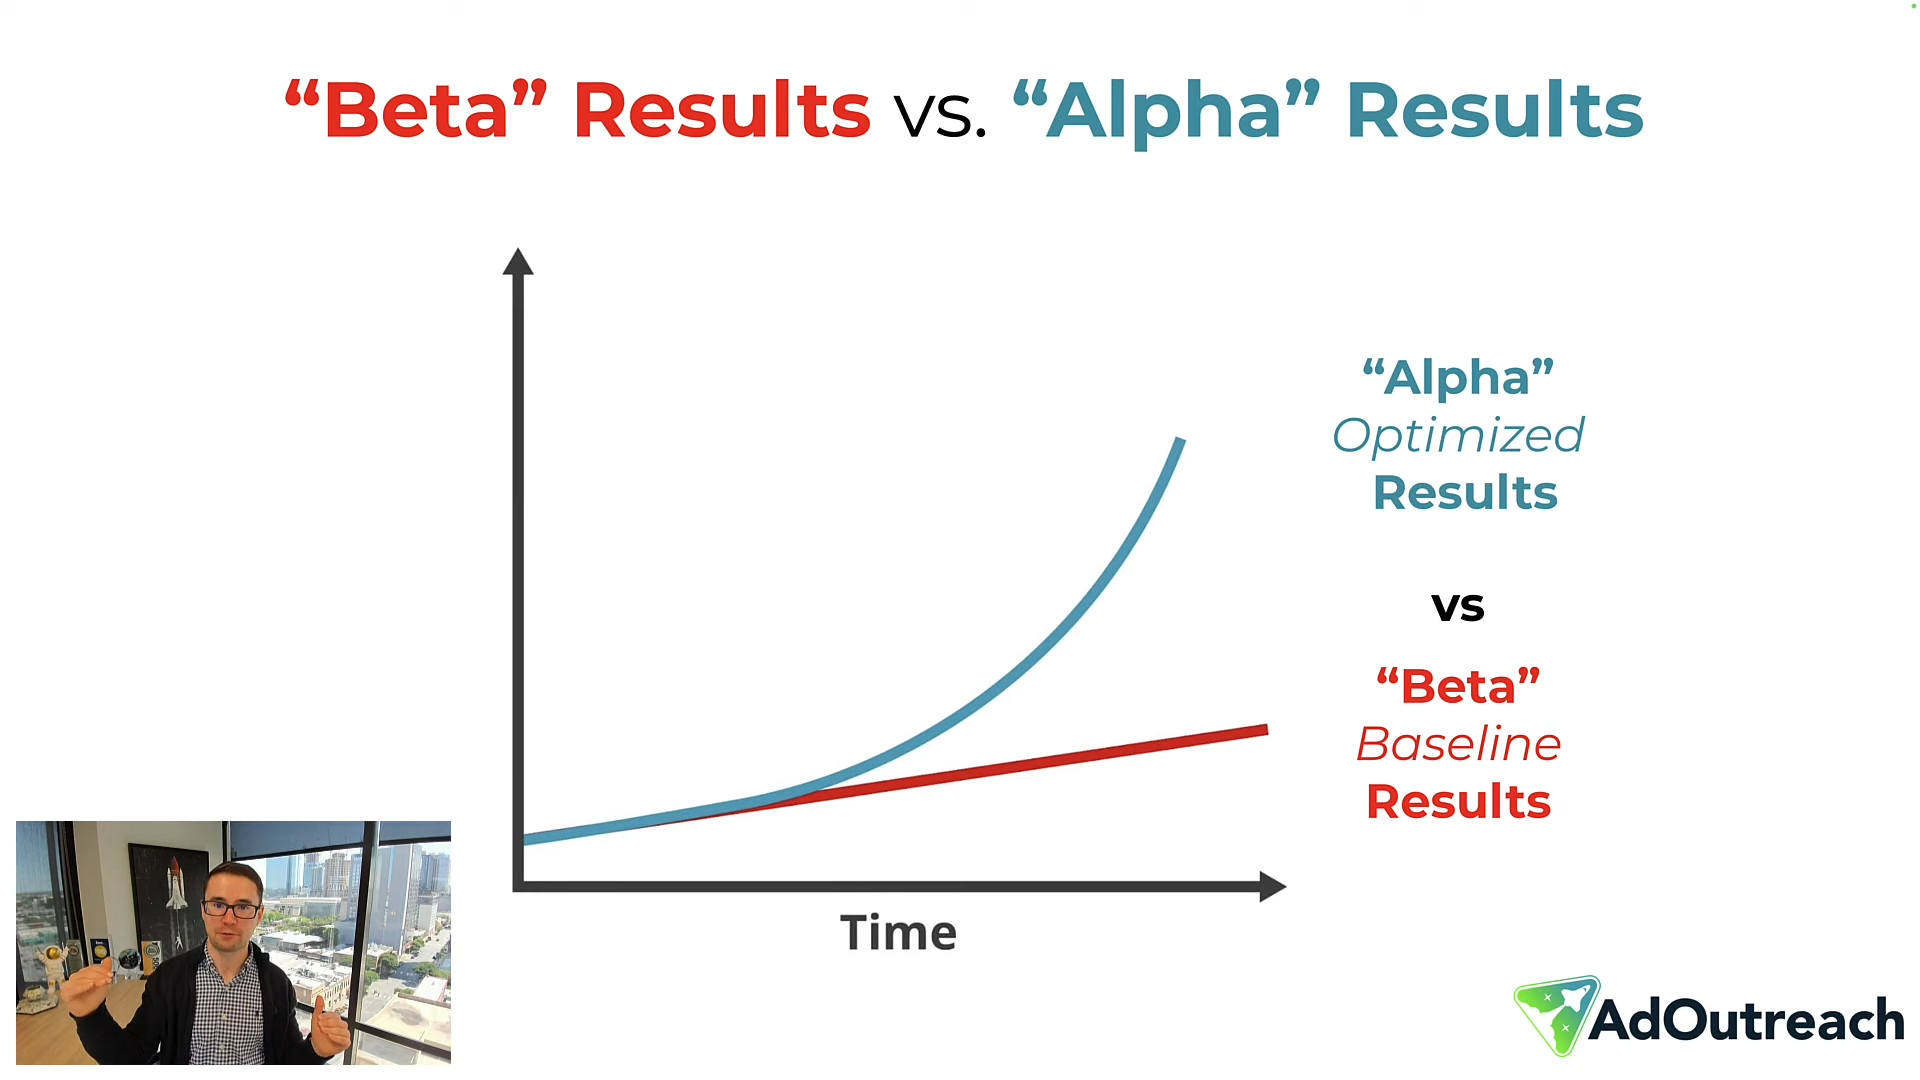 “Beta” Results vs. “Alpha” Results
“Alpha”
Optimized
Results
vs
“Beta”
Baseline
Results
Time
AdOutreach